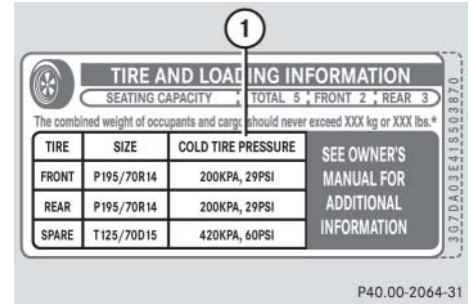 1
TIRE AND LOADING INFORMATION
SEATING CAPACITY TOTAL 5 FRONT 2 REAR 3
The combined weight of occupants and cargo should never exceed XXX kg or XXX lbs.*
TIRE SIZE COLD TIRE PRESSURE
FRONT P195/70R14 200KPA, 29PSI
REAR P195/70R14 200KPA, 29PSI
SPARE T125/70D15 420KPA, 60PSI
SEE OWNER'S
MANUAL FOR
ADDITIONAL
INFORMATION
3G7DA03E41S503870
P40.00-2064-31